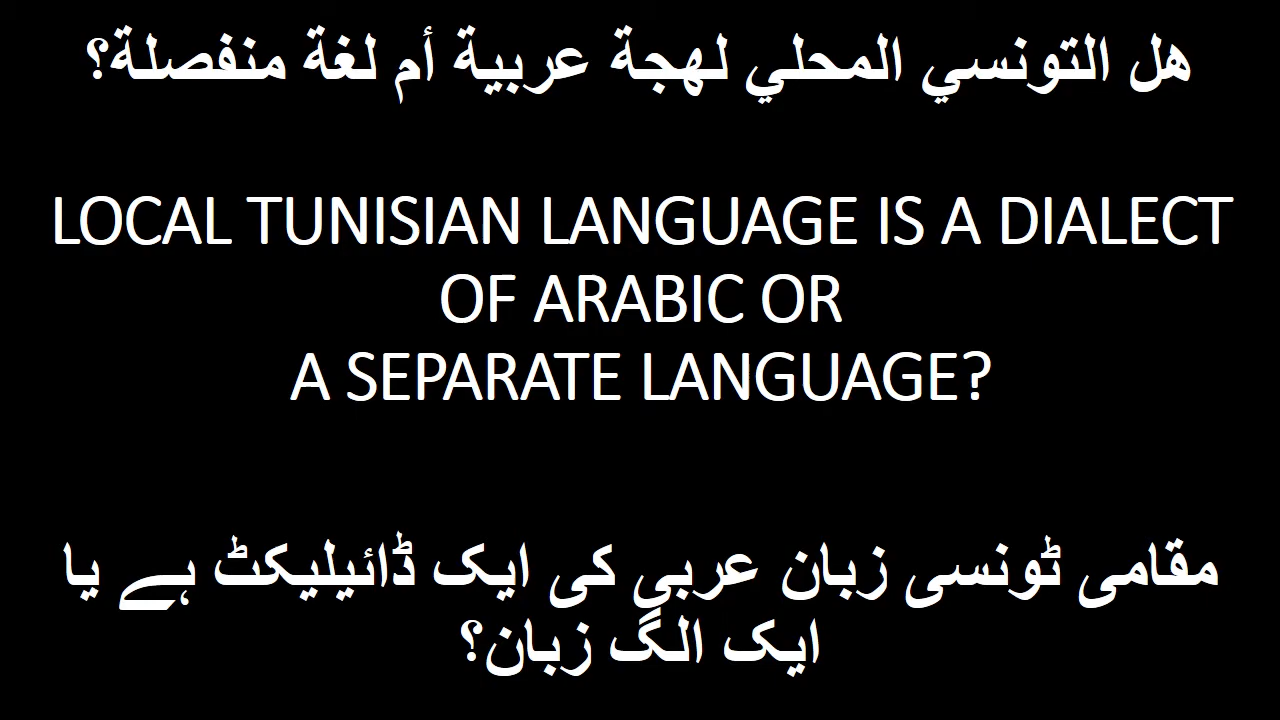 هل التونسي المحلي لهجة عربية أم لغة منفصلة؟
LOCAL TUNISIAN LANGUAGE IS A DIALECT
OF ARABIC OR
A SEPARATE LANGUAGE?
مقامی ٹونسی زبان عربی کی ایک ڈائیلیکٹ ہے یا
ایک الگ زبان؟